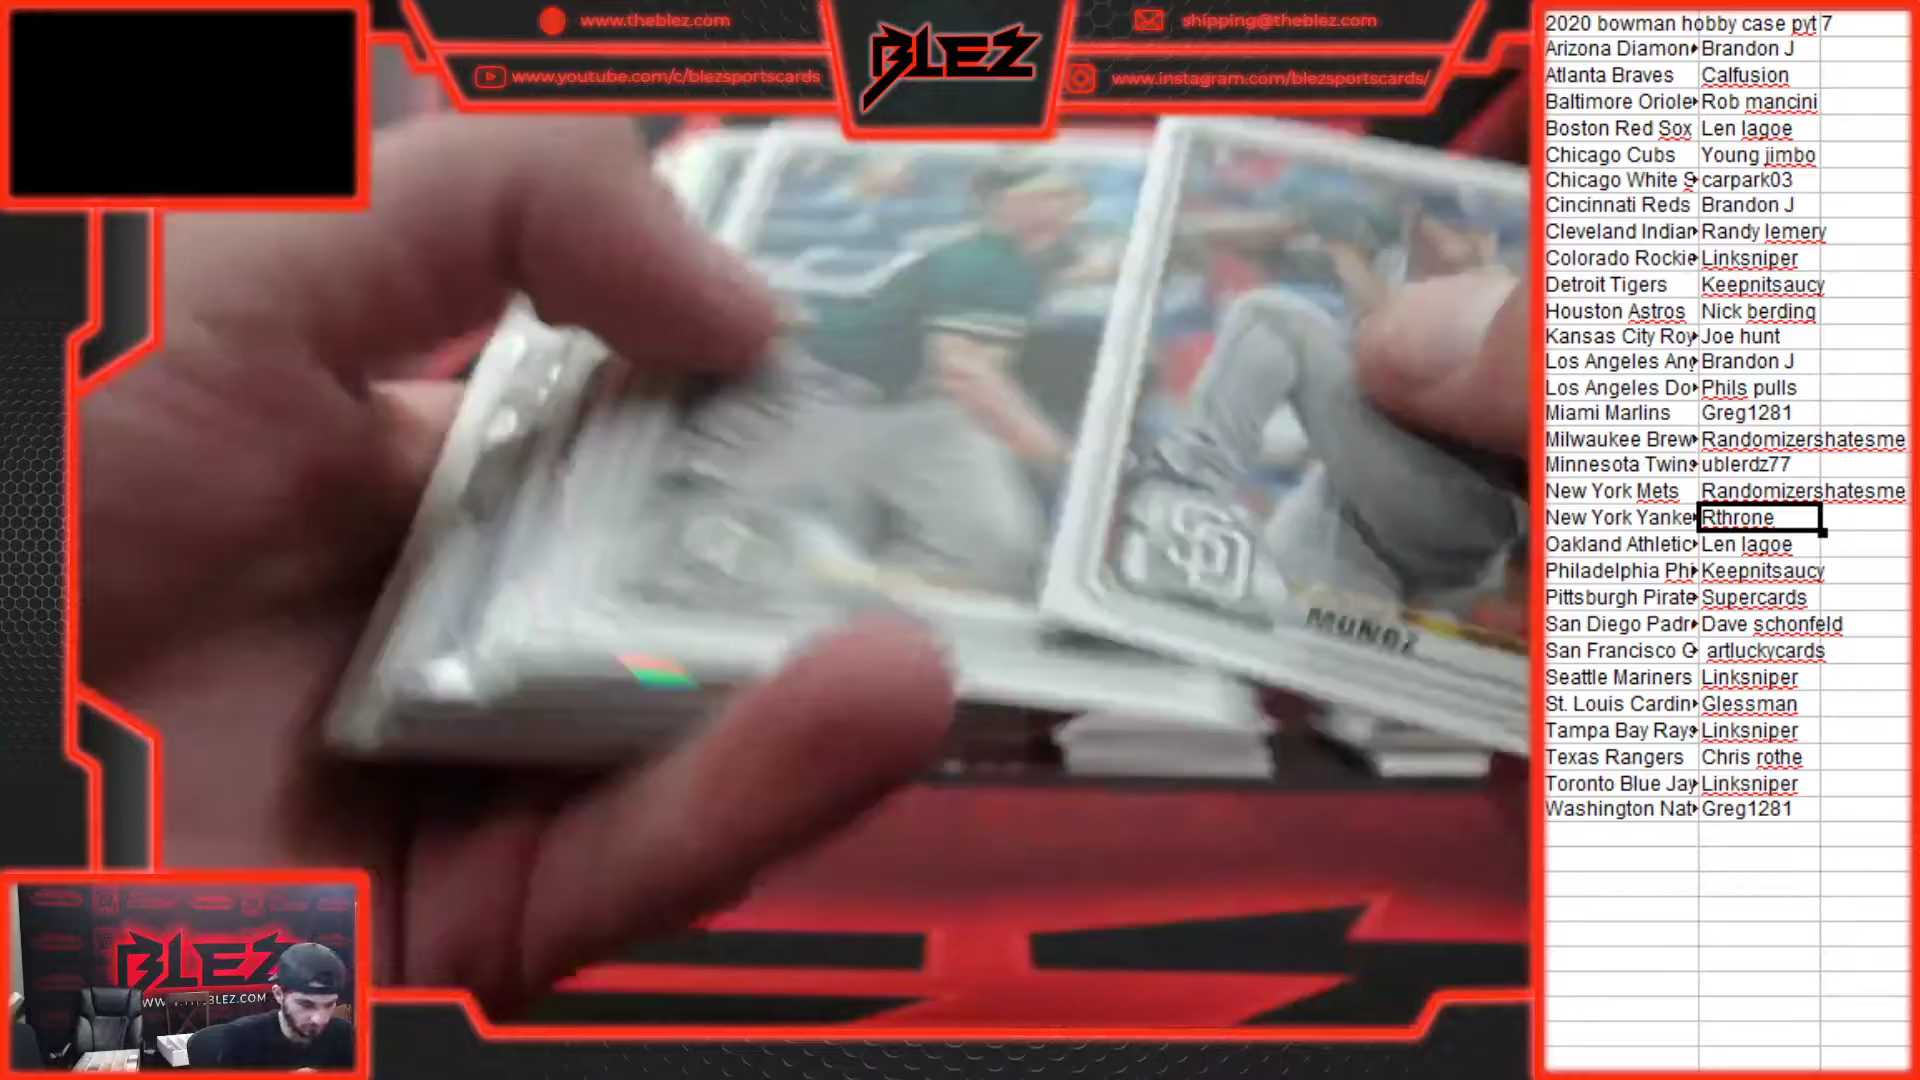 www.theblez.com
shipping@theblez.com
BLEZ
www.youtube.com/c/blezsportscards
www.instagram.com/blezsportscards/
2020 bowman hobby case pyt 7
Arizona Diamon Brandon J
Atlanta Braves Calfusion
Baltimore Oriole Rob mancini
Boston Red Sox Len lagoe
Chicago Cubs Young jimbo
Chicago White S carpark03
Cincinnati Reds Brandon J
Cleveland Indian Randy lemery
Colorado Rockie Linksniper
Detroit Tigers Keepnitsaucy
Houston Astros Nick berding
Kansas City Roy Joe hunt
Los Angeles Ang Brandon J
Los Angeles Do Phils pulls
Miami Marlins Greg1281
Milwaukee Brew Randomizershatesme
Minnesota Twins ublerdz77
New York Mets Randomizershatesme
New York Yanke Rthrone
Oakland Athletic Len lagoe
Philadelphia Phi Keepnitsaucy
Pittsburgh Pirate Supercards
San Diego Padr Dave schonfeld
San Francisco G artluckycards
Seattle Mariners Linksniper
St. Louis Cardin Glessman
Tampa Bay Rays Linksniper
Texas Rangers Chris rothe
Toronto Blue Jay Linksniper
Washington Nat Greg1281
SD
MUNOZ
BLEZ